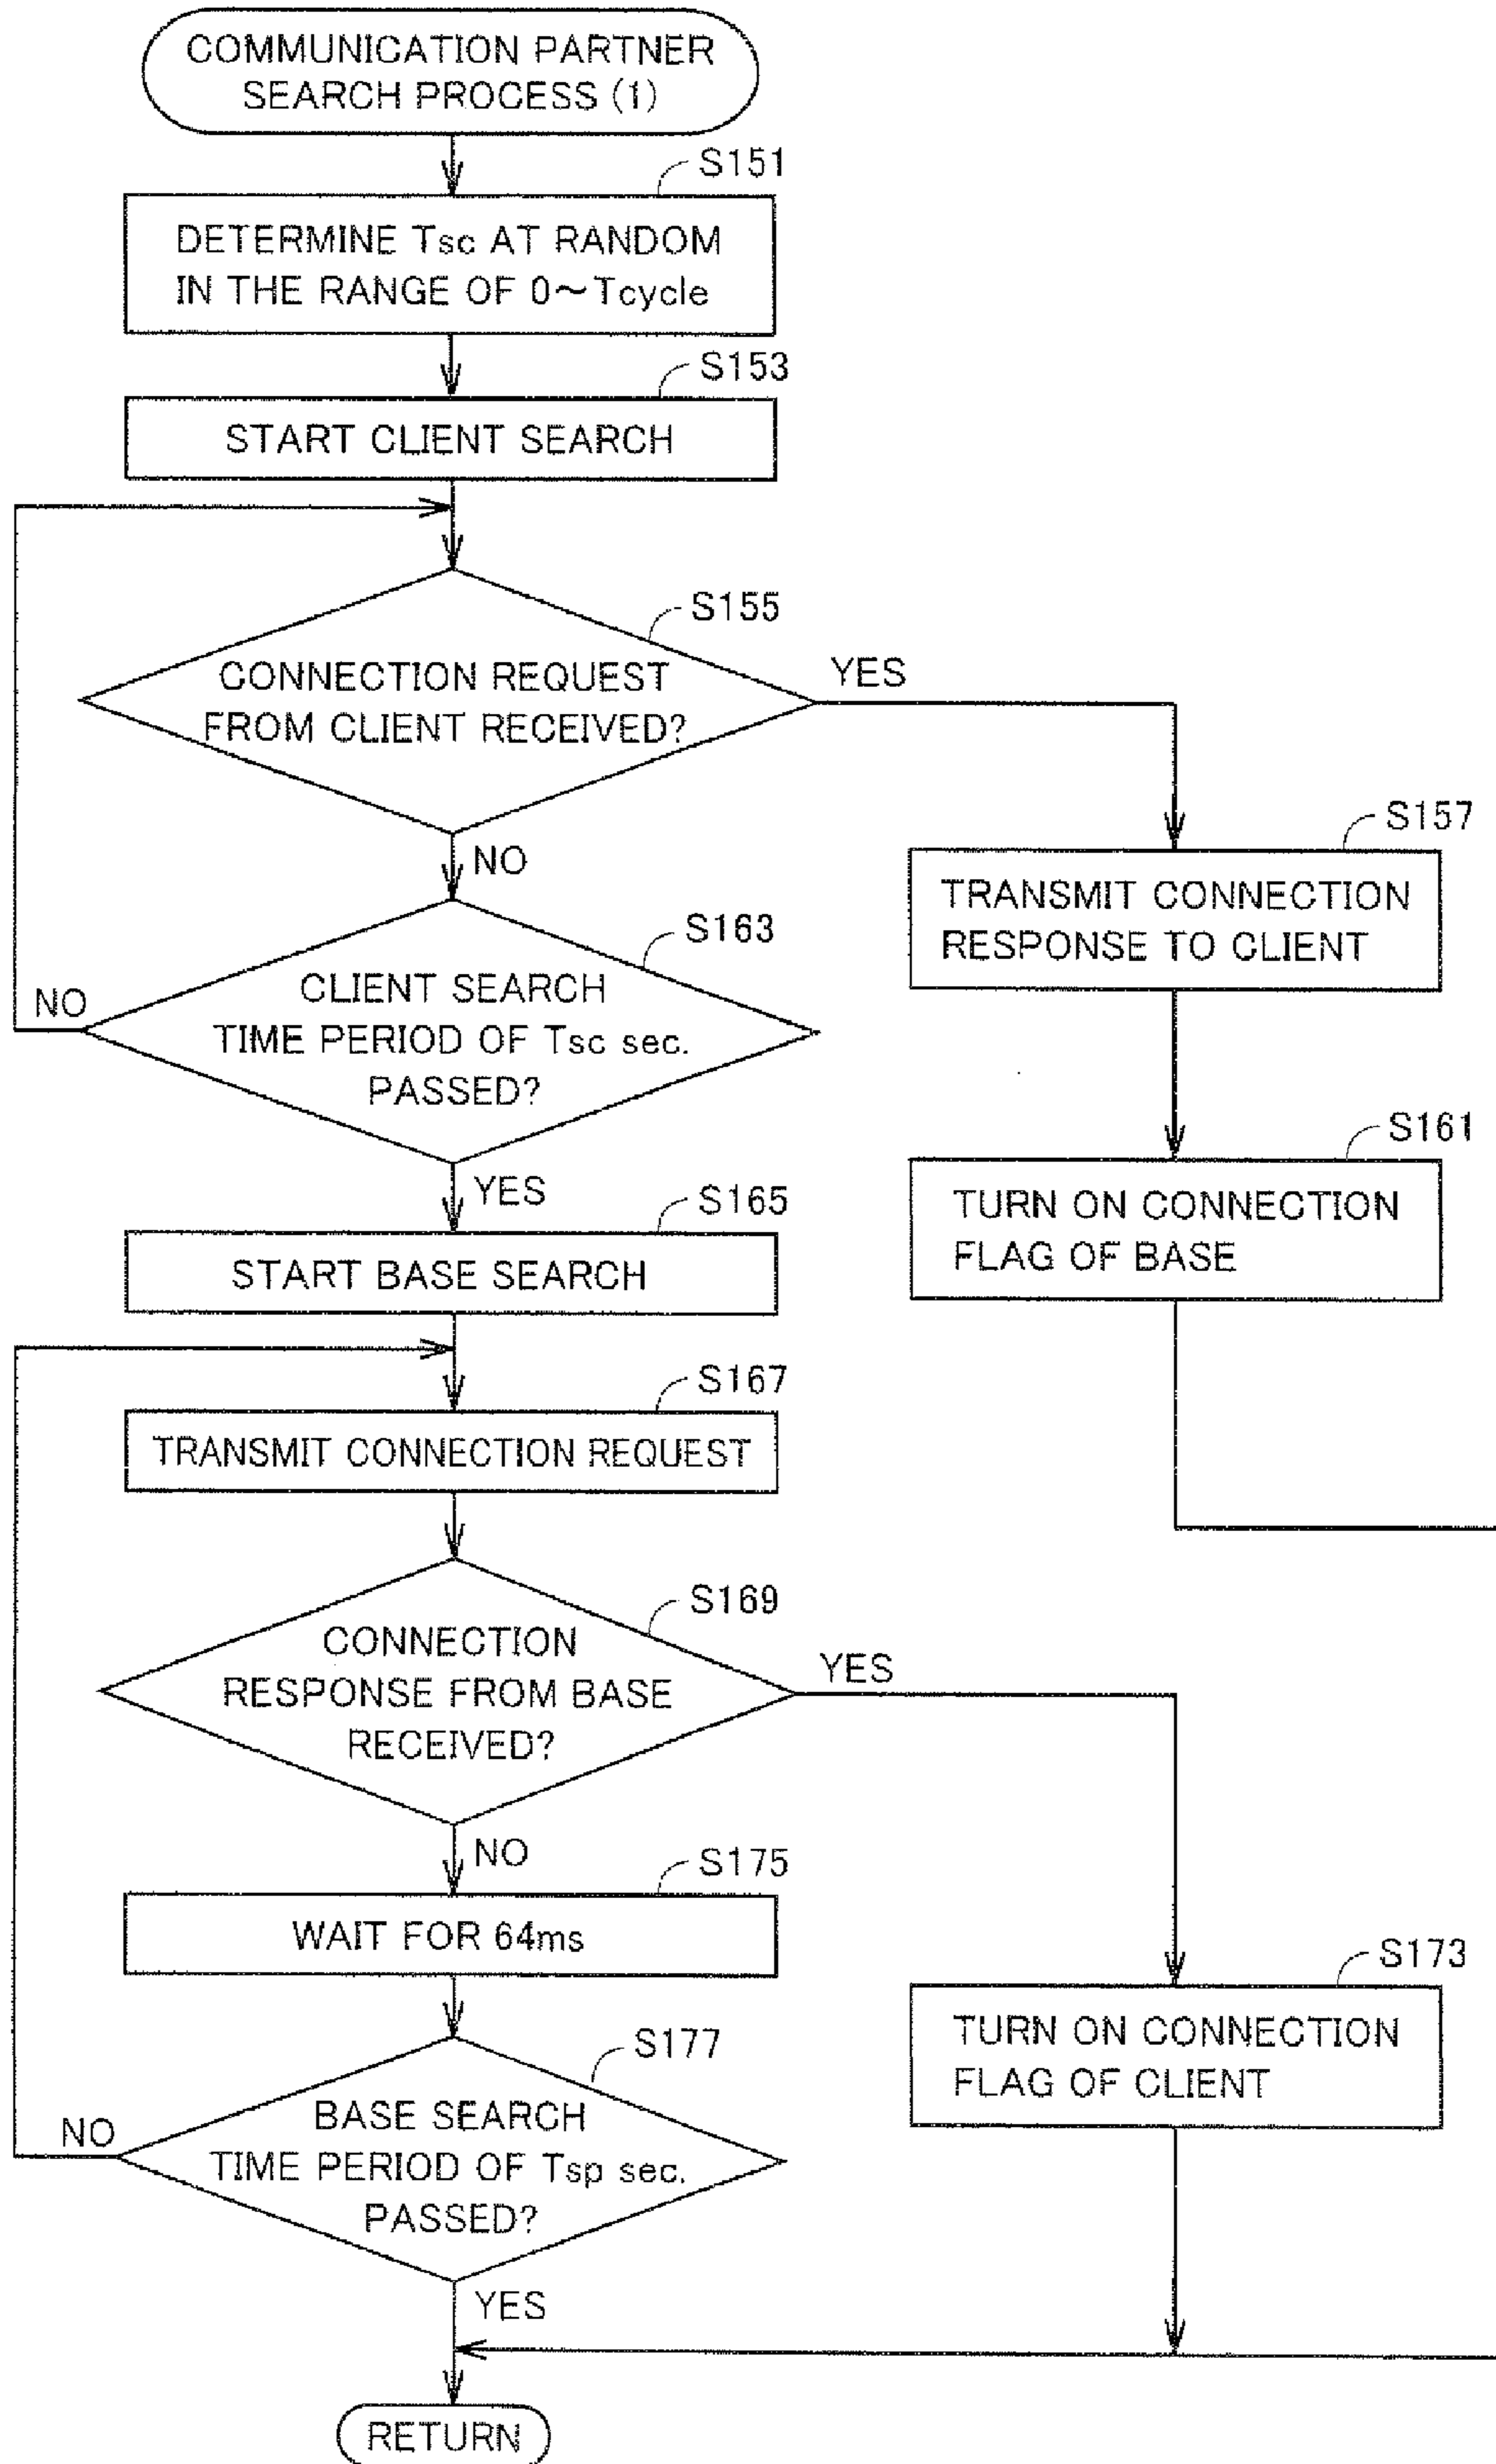 COMMUNICATION PARTNER
SEARCH PROCESS (1)
S151
DETERMINE Tsc AT RANDOM
IN THE RANGE OF 0~Tcycle
S153
START CLIENT SEARCH
S155
CONNECTION REQUEST
FROM CLIENT RECEIVED?
YES
NO
S157
TRANSMIT CONNECTION
RESPONSE TO CLIENT
S163
CLIENT SEARCH
TIME PERIOD OF Tsc sec.
PASSED?
NO
YES
S161
TURN ON CONNECTION
FLAG OF BASE
S165
START BASE SEARCH
S167
TRANSMIT CONNECTION REQUEST
S169
CONNECTION
RESPONSE FROM BASE
RECEIVED?
YES
NO
S175
WAIT FOR 64ms
S173
TURN ON CONNECTION
FLAG OF CLIENT
S177
BASE SEARCH
TIME PERIOD OF Tsp sec.
PASSED?
NO
YES
RETURN